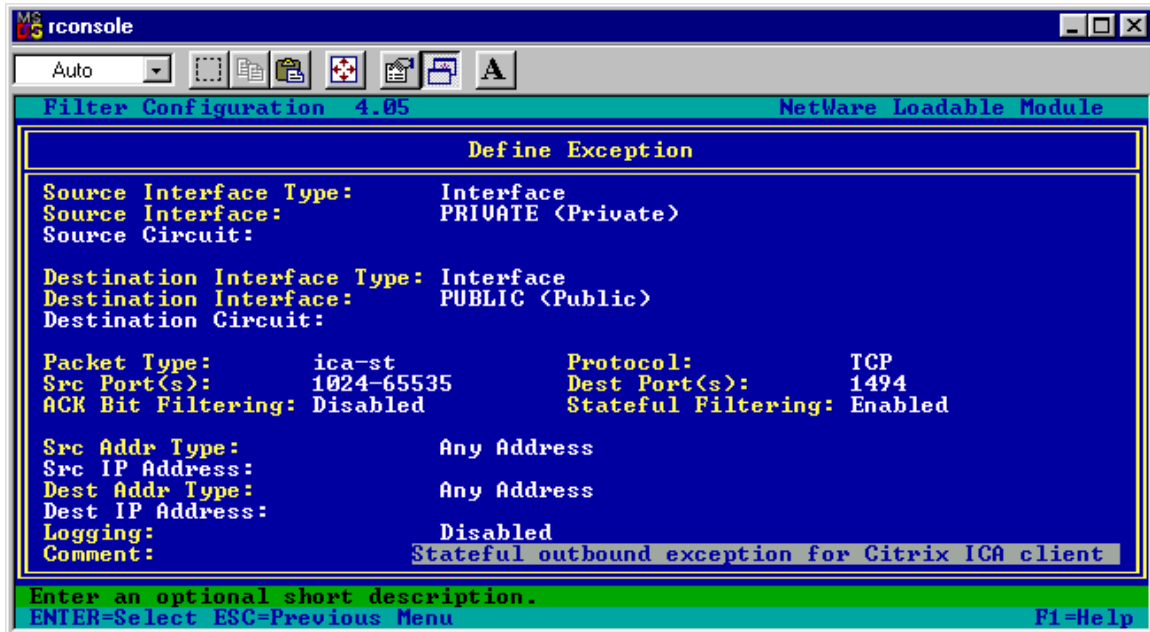 rconsole
Auto A
Filter Configuration 4.05 NetWare Loadable Module
Define Exception
Source Interface Type: Interface
Source Interface: PRIVATE (Private)
Source Circuit:
Destination Interface Type: Interface
Destination Interface: PUBLIC (Public)
Destination Circuit:
Packet Type: ica-st Protocol: TCP
Src Port(s): 1024-65535 Dest Port(s): 1494
ACK Bit Filtering: Disabled Stateful Filtering: Enabled
Src Addr Type: Any Address
Src IP Address:
Dest Addr Type: Any Address
Dest IP Address:
Logging: Disabled
Comment: Stateful outbound exception for Citrix ICA client
Enter an optional short description.
ENTER=Select ESC=Previous Menu F1=Help